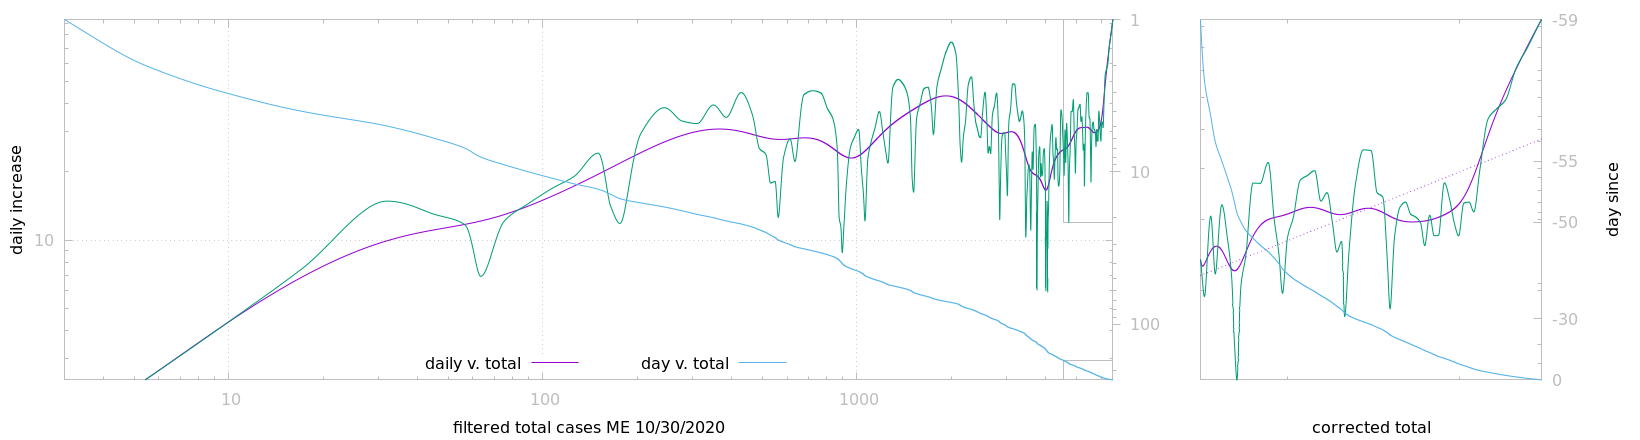 daily increase
10
daily v. total
day v. total
10
100
1000
filtered total cases ME 10/30/2020
1
10
100
-59
-55
-50
-30
0
day since
corrected total